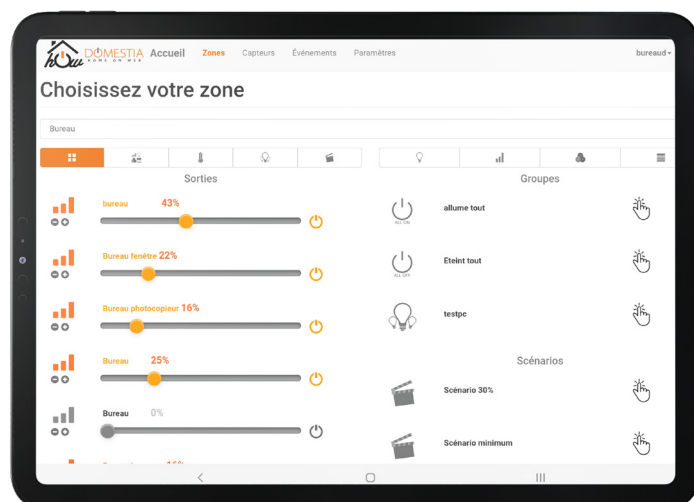 hOw DOMESTIA Accueil Zones Capteurs Événements Paramètres bureaud
HOME ON WEB
Choisissez votre zone
Bureau
Sorties
bureau 43%
Bureau fenêtre 22%
Bureau photocopieur 16%
Bureau 25%
Bureau 0%
Groupes
allume tout
ALL ON
Eteint tout
ALL OFF
testpc
Scénarios
Scénario 30%
Scénario minimum